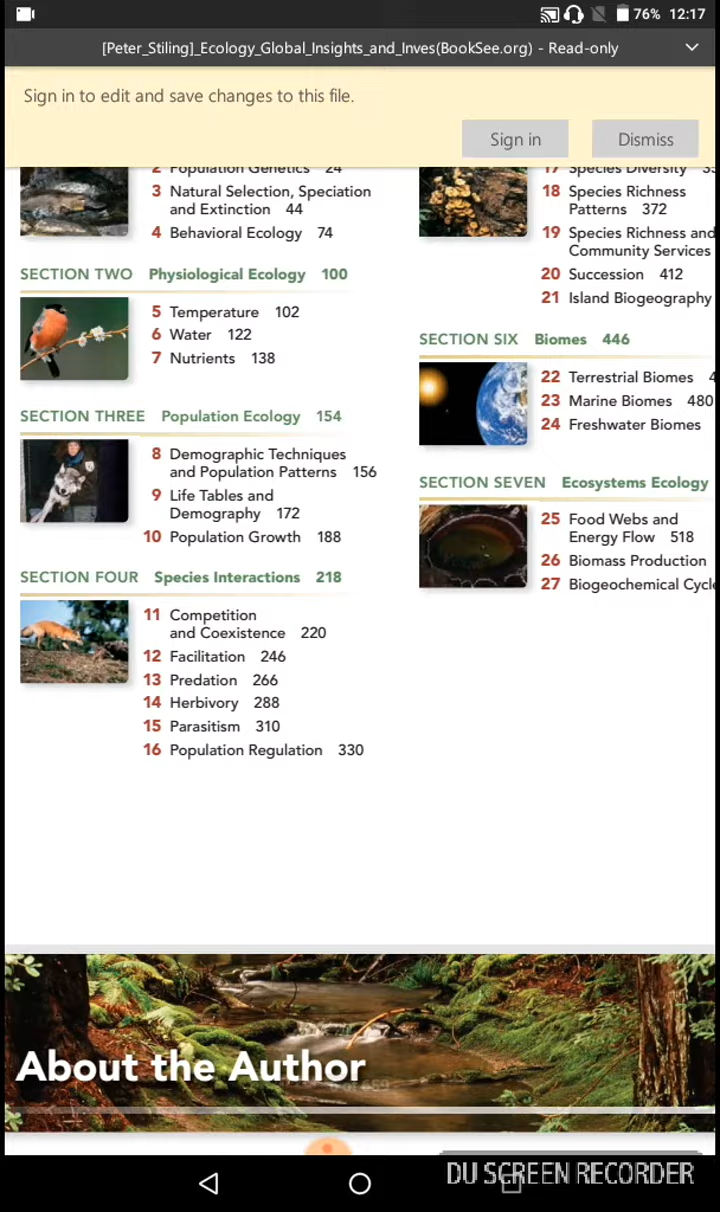 76% 12:17
[Peter_Stiling]_Ecology_Global_Insights_and_Inves(BookSee.org) - Read-only
Sign in to edit and save changes to this file.
Sign in Dismiss
2 Population Genetics 24
3 Natural Selection, Speciation
and Extinction 44
4 Behavioral Ecology 74
SECTION TWO Physiological Ecology 100
5 Temperature 102
6 Water 122
7 Nutrients 138
SECTION THREE Population Ecology 154
8 Demographic Techniques
and Population Patterns 156
9 Life Tables and
Demography 172
10 Population Growth 188
SECTION FOUR Species Interactions 218
11 Competition
and Coexistence 220
12 Facilitation 246
13 Predation 266
14 Herbivory 288
15 Parasitism 310
16 Population Regulation 330
17 Species Diversity
18 Species Richness
Patterns 372
19 Species Richness and
Community Services
20 Succession 412
21 Island Biogeography
SECTION SIX Biomes 446
22 Terrestrial Biomes
23 Marine Biomes 480
24 Freshwater Biomes
SECTION SEVEN Ecosystems Ecology
25 Food Webs and
Energy Flow 518
26 Biomass Production
27 Biogeochemical Cycle
About the Author
DU SCREEN RECORDER